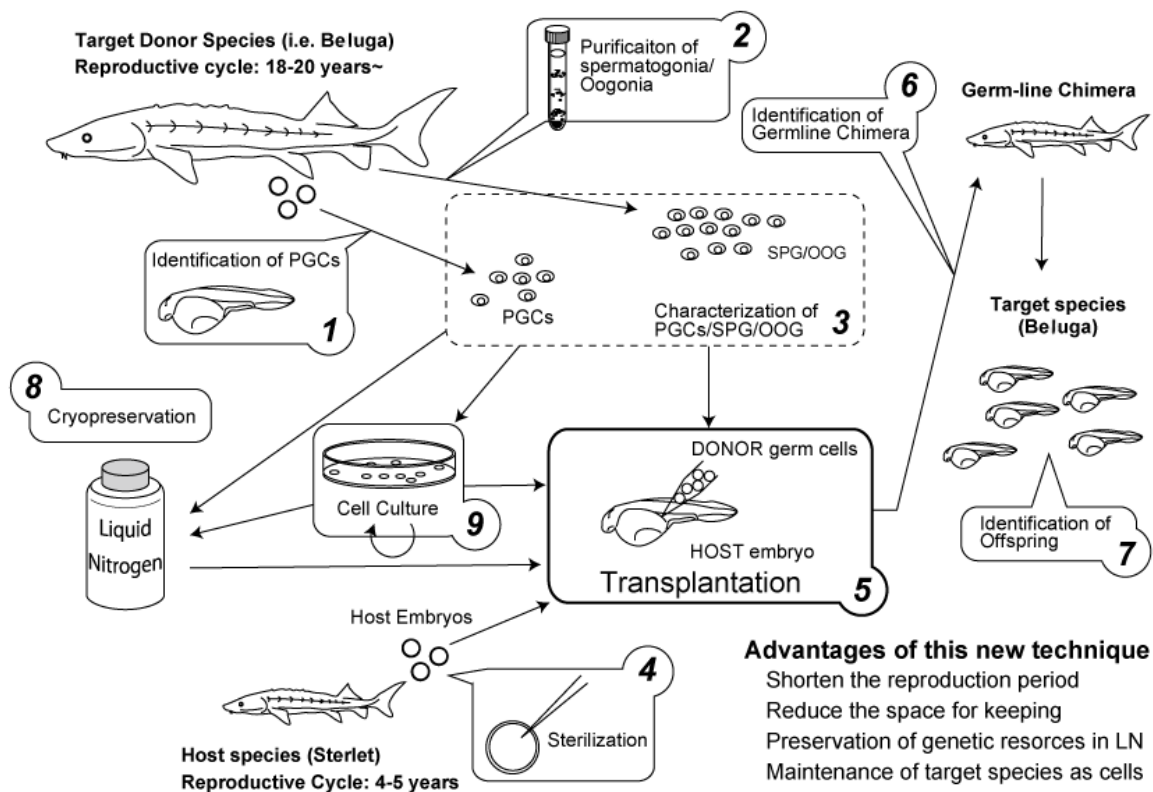 Target Donor Species (i.e. Beluga)
Reproductive cycle: 18-20 years~
2
Purificaiton of
spermatogonia/
Oogonia
6
Identification of
Germline Chimera
Germ-line Chimera
Identification of PGCs
1
SPG/OOG
PGCs
Characterization of
PGCs/SPG/OOG
3
Target species
(Beluga)
8
Cryopreservation
Liquid
Nitrogen
Cell Culture
9
DONOR germ cells
HOST embryo
Transplantation
5
Identification of
Offspring
7
Host Embryos
4
Sterilization
Host species (Sterlet)
Reproductive Cycle: 4-5 years
Advantages of this new technique
Shorten the reproduction period
Reduce the space for keeping
Preservation of genetic resorces in LN
Maintenance of target species as cells